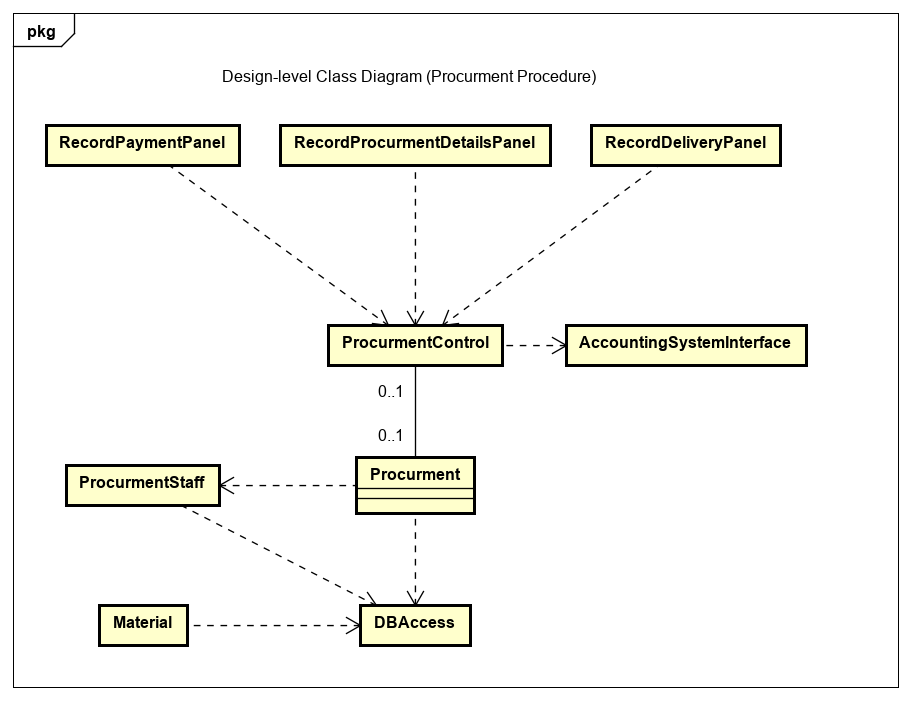 pkg
Design-level Class Diagram (Procurment Procedure)
RecordPaymentPanel
RecordProcurmentDetailsPanel
RecordDeliveryPanel
ProcurmentControl
AccountingSystemInterface
0..1
0..1
Procurment
ProcurmentStaff
Material
DBAccess